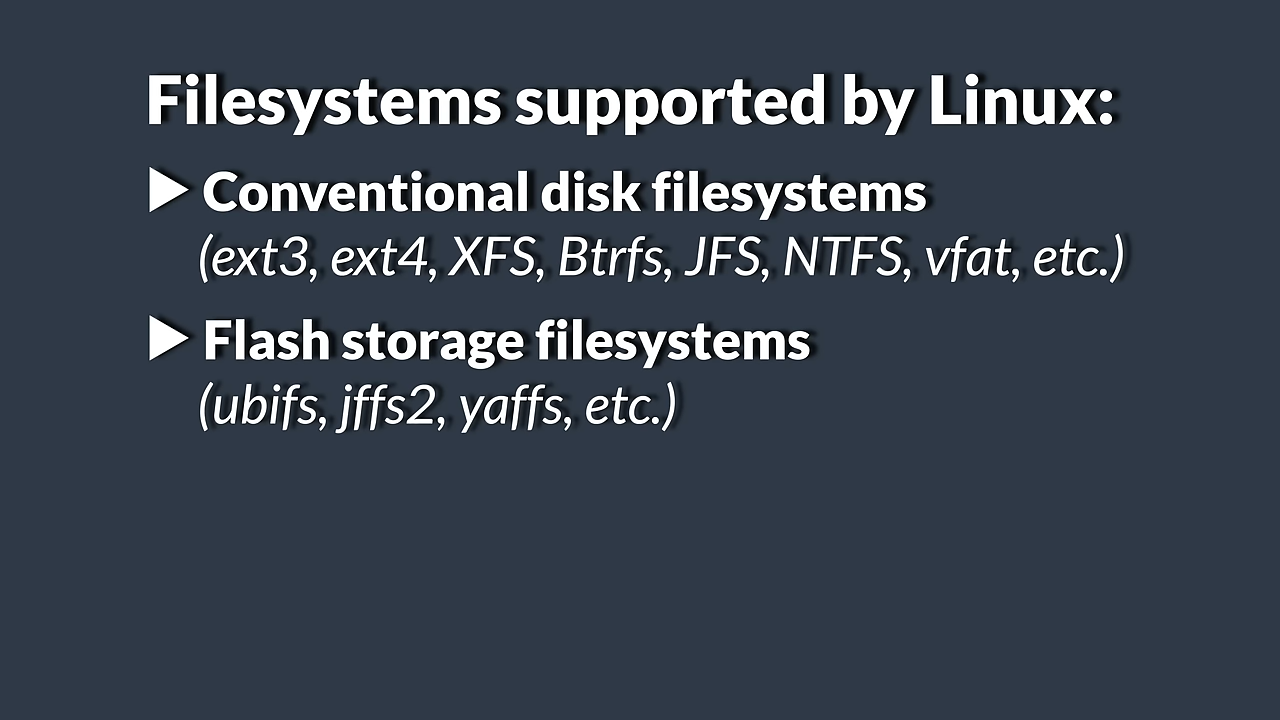 Filesystems supported by Linux:
▶ Conventional disk filesystems
(ext3, ext4, XFS, Btrfs, JFS, NTFS, vfat, etc.)
▶ Flash storage filesystems
(ubifs, jffs2, yaffs, etc.)